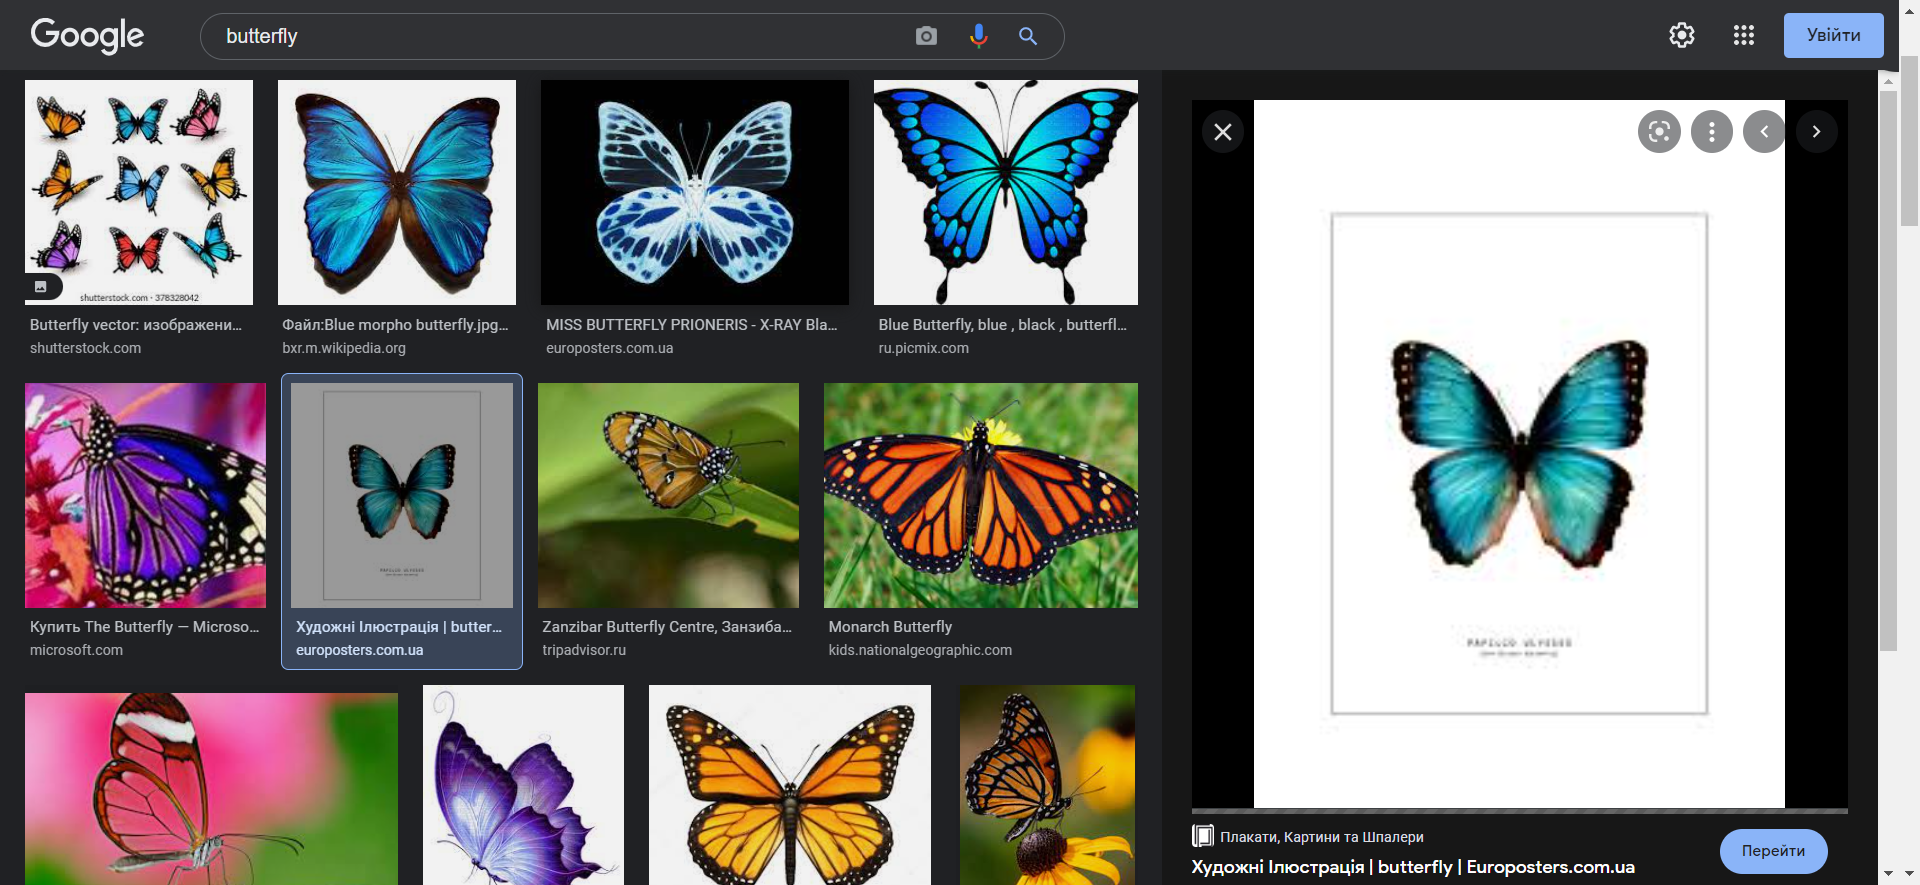 Google
butterfly
Увійти
shutterstock.com · 378328042
Butterfly vector: изображени...
shutterstock.com
Файл:Blue morpho butterfly.jpg...
bxr.m.wikipedia.org
MISS BUTTERFLY PRIONERIS - X-RAY Bla...
europosters.com.ua
Blue Butterfly, blue , black , butterfl...
ru.picmix.com
Купить The Butterfly — Microso...
microsoft.com
Художні Ілюстрація | butter...
europosters.com.ua
Zanzibar Butterfly Centre, Занзиба...
tripadvisor.ru
Monarch Butterfly
kids.nationalgeographic.com
PAPILIO ULYSSES
Плакати, Картини та Шпалери
Художні Ілюстрація | butterfly | Europosters.com.ua
Перейти